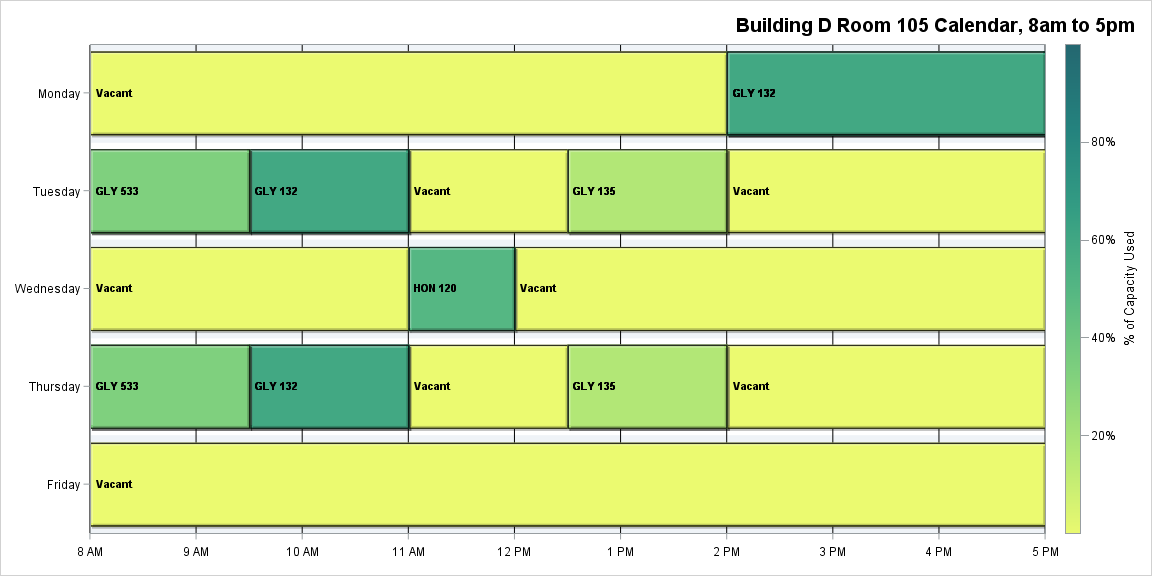 Building D Room 105 Calendar, 8am to 5pm
Monday
Vacant
GLY 132
Tuesday
GLY 533
GLY 132
Vacant
GLY 135
Vacant
Wednesday
Vacant
HON 120
Vacant
Thursday
GLY 533
GLY 132
Vacant
GLY 135
Vacant
Friday
Vacant
8 AM
9 AM
10 AM
11 AM
12 PM
1 PM
2 PM
3 PM
4 PM
5 PM
80%
60%
40%
20%
% of Capacity Used